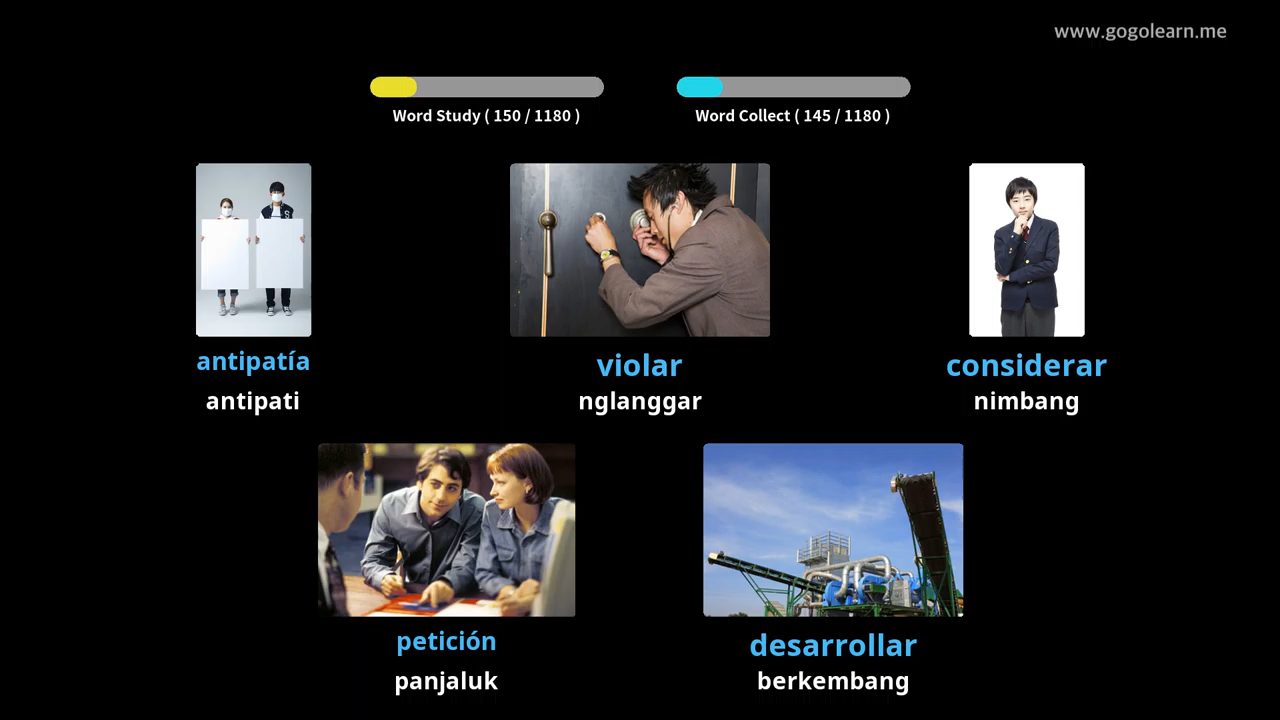 www.gogolearn.me
Word Study ( 150 / 1180 )
Word Collect ( 145 / 1180 )
antipatía
antipati
violar
nglanggar
considerar
nimbang
petición
panjaluk
desarrollar
berkembang